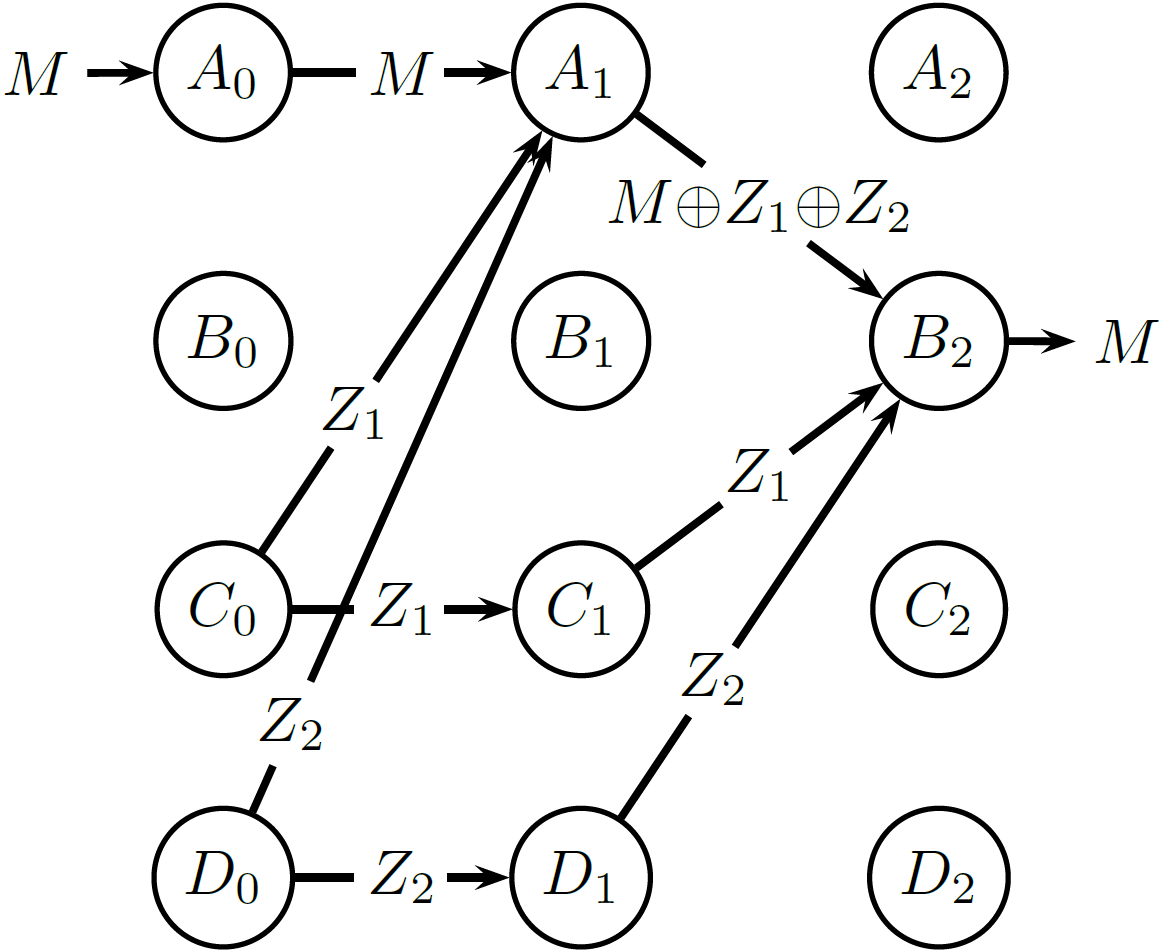 M A₀ M A₁ A₂
M⊕Z₁⊕Z₂
B₀ B₁ B₂ M
Z₁
Z₁
C₀ Z₁ C₁ C₂
Z₂
Z₂
D₀ Z₂ D₁ D₂